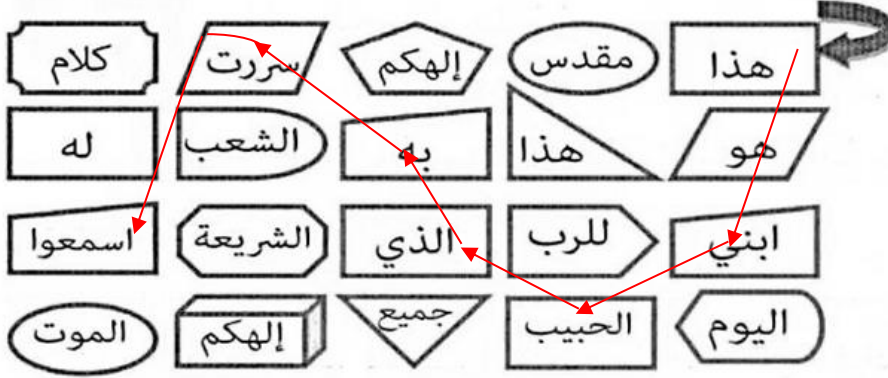 هذا مقدس إلهكم سررت كلام
هو هذا به الشعب له
ابني للرب الذي الشريعة اسمعوا
اليوم الحبيب جميع إلهكم الموت